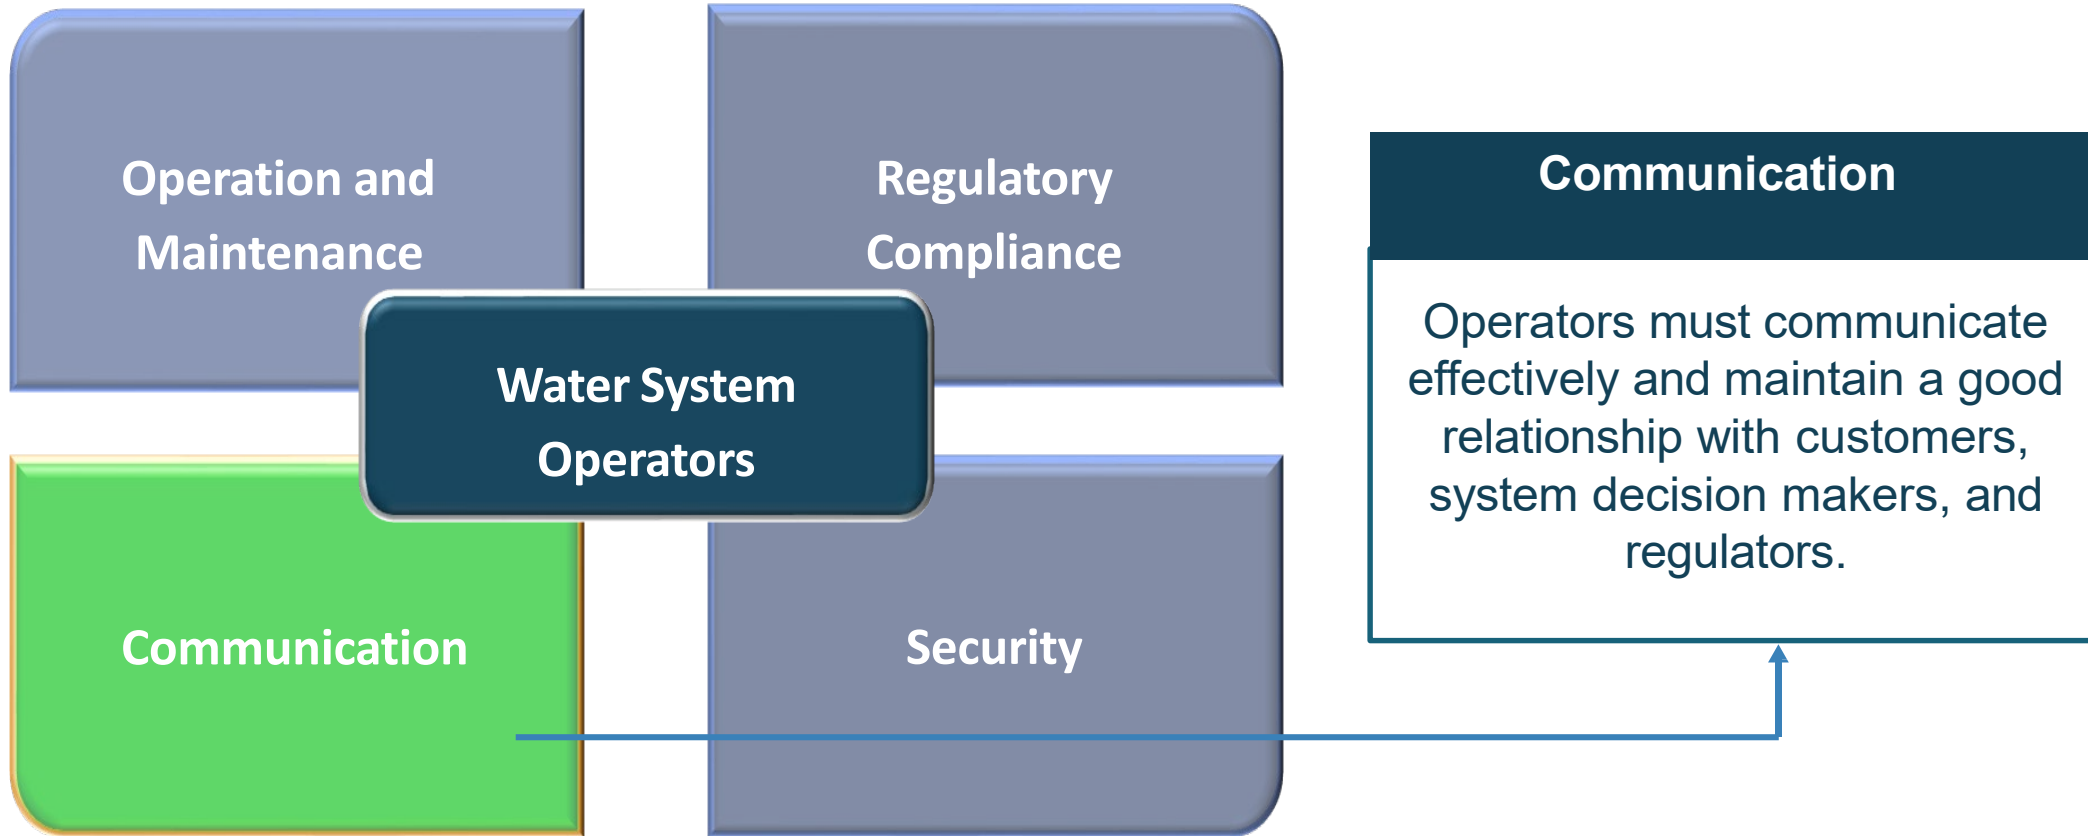 Operation and
Maintenance
Regulatory
Compliance
Water System
Operators
Communication
Security
Communication
Operators must communicate
effectively and maintain a good
relationship with customers,
system decision makers, and
regulators.